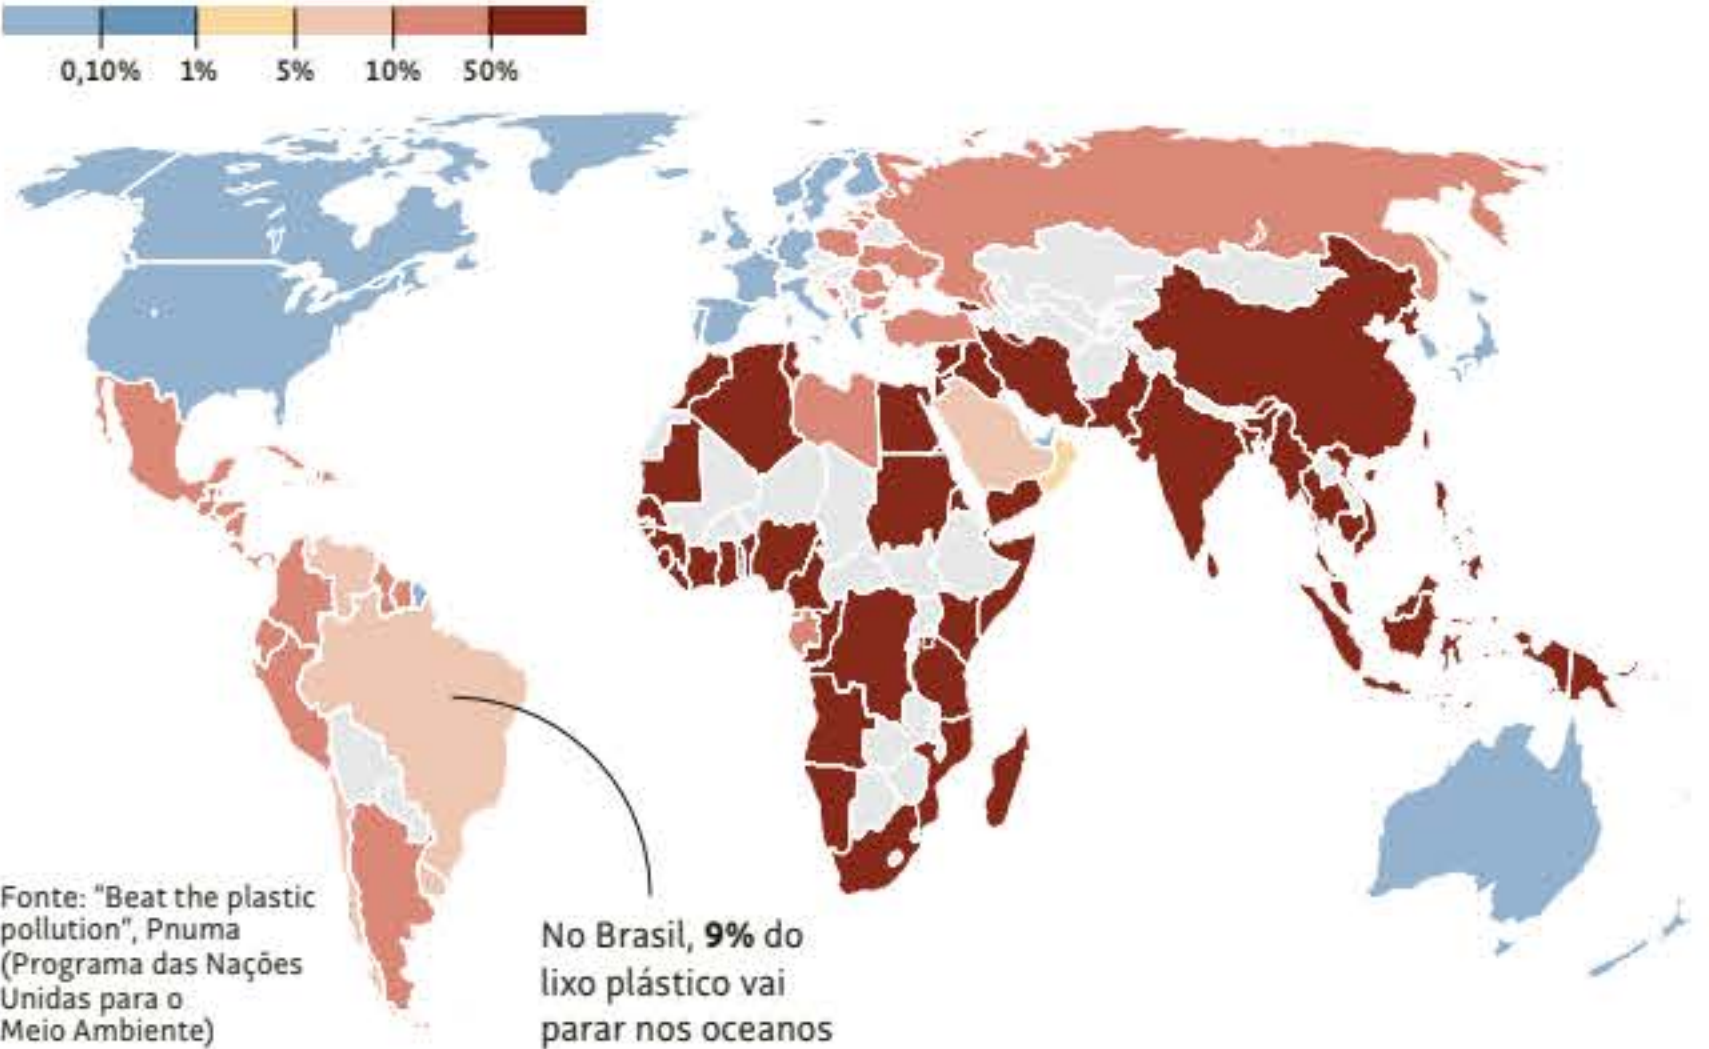 0,10% 1% 5% 10% 50%
Fonte: “Beat the plastic
pollution”, Pnuma
(Programa das Nações
Unidas para o
Meio Ambiente)
No Brasil, 9% do
lixo plástico vai
parar nos oceanos